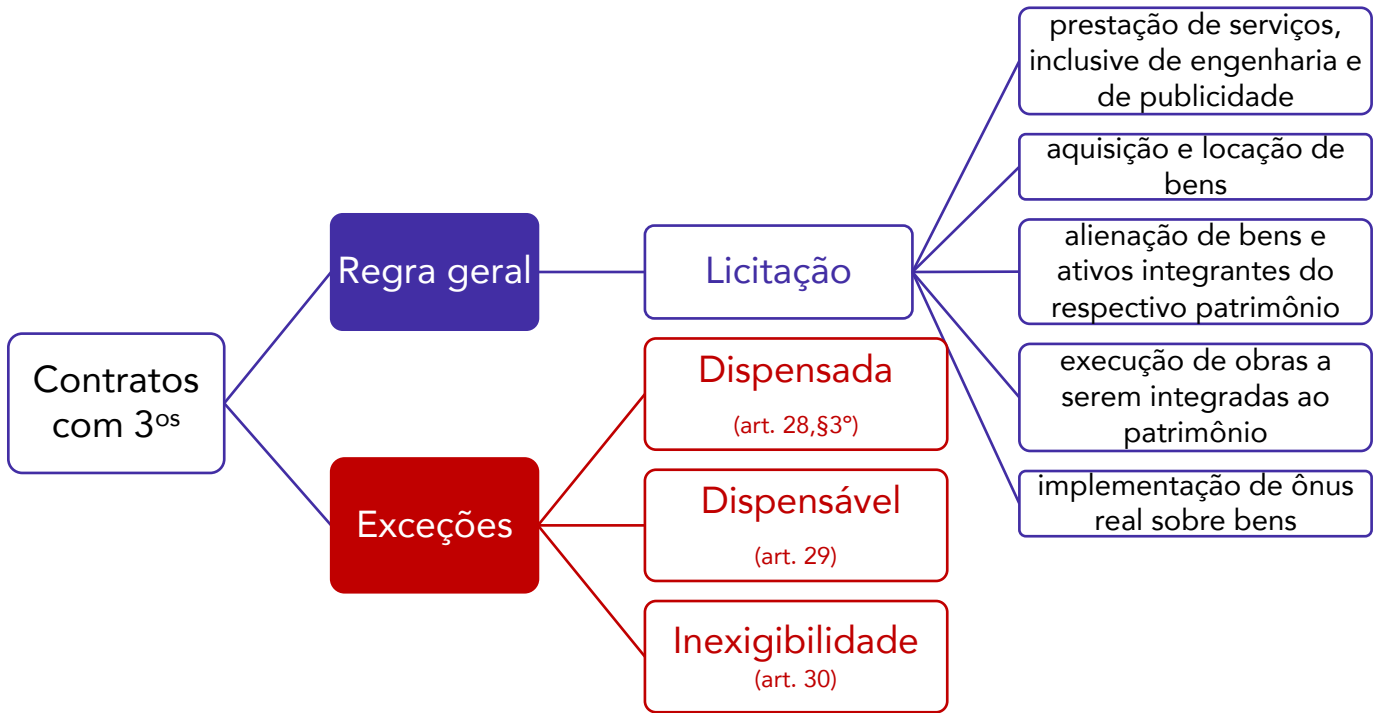 Contratos
com 3os
Regra geral
Licitação
prestação de serviços,
inclusive de engenharia e
de publicidade
aquisição e locação de
bens
alienação de bens e
ativos integrantes do
respectivo patrimônio
execução de obras a
serem integradas ao
patrimônio
implementação de ônus
real sobre bens
Exceções
Dispensada
(art. 28,§3°)
Dispensável
(art. 29)
Inexigibilidade
(art. 30)